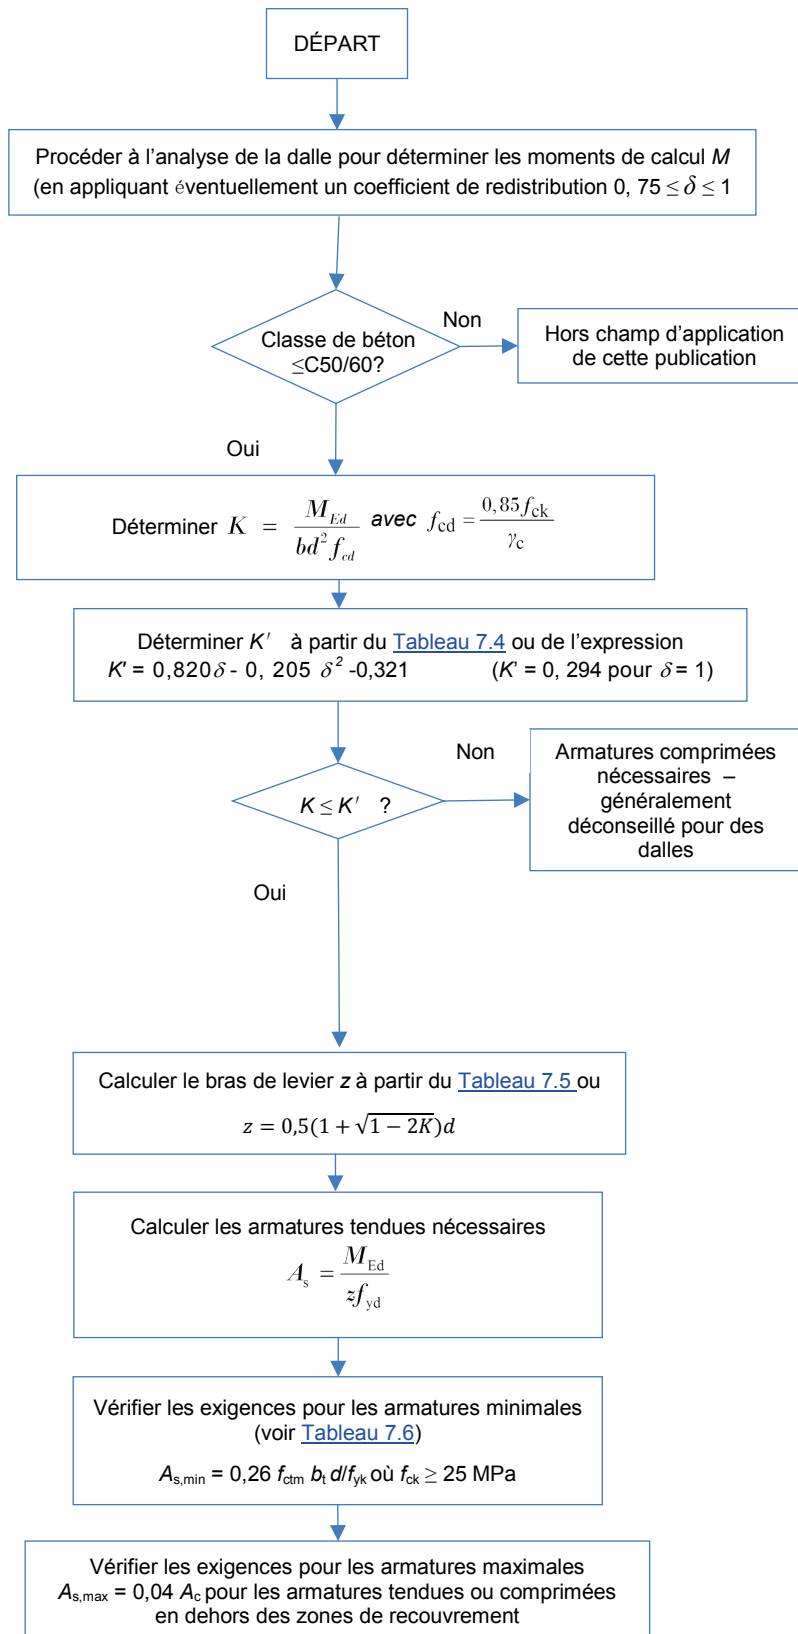 DÉPART
Procéder à l’analyse de la dalle pour déterminer les moments de calcul M
(en appliquant éventuellement un coefficient de redistribution 0, 75 ≤ δ ≤ 1
Classe de béton
≤C50/60?
Non
Hors champ d’application
de cette publication
Oui
Déterminer K = M_Ed / bd² f_cd avec f_cd = 0,85f_ck / γ_c
Déterminer K' à partir du Tableau 7.4 ou de l’expression
K' = 0,820δ - 0, 205 δ² -0,321 (K’ = 0, 294 pour δ = 1)
K ≤ K' ?
Non
Armatures comprimées
nécessaires –
généralement
déconseillé pour des
dalles
Oui
Calculer le bras de levier z à partir du Tableau 7.5 ou
z = 0,5(1 + √1 − 2K)d
Calculer les armatures tendues nécessaires
A_s = M_Ed / zf_yd
Vérifier les exigences pour les armatures minimales
(voir Tableau 7.6)
A_s,min = 0,26 f_ctm b_t d/f_yk où f_ck ≥ 25 MPa
Vérifier les exigences pour les armatures maximales
A_s,max = 0,04 A_c pour les armatures tendues ou comprimées
en dehors des zones de recouvrement